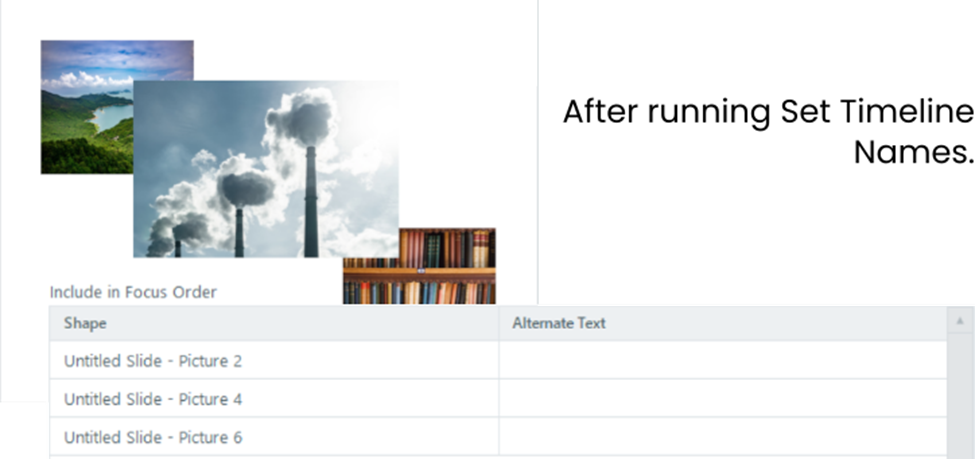 After running Set Timeline
Names.
Include in Focus Order
Shape Alternate Text
Untitled Slide - Picture 2
Untitled Slide - Picture 4
Untitled Slide - Picture 6